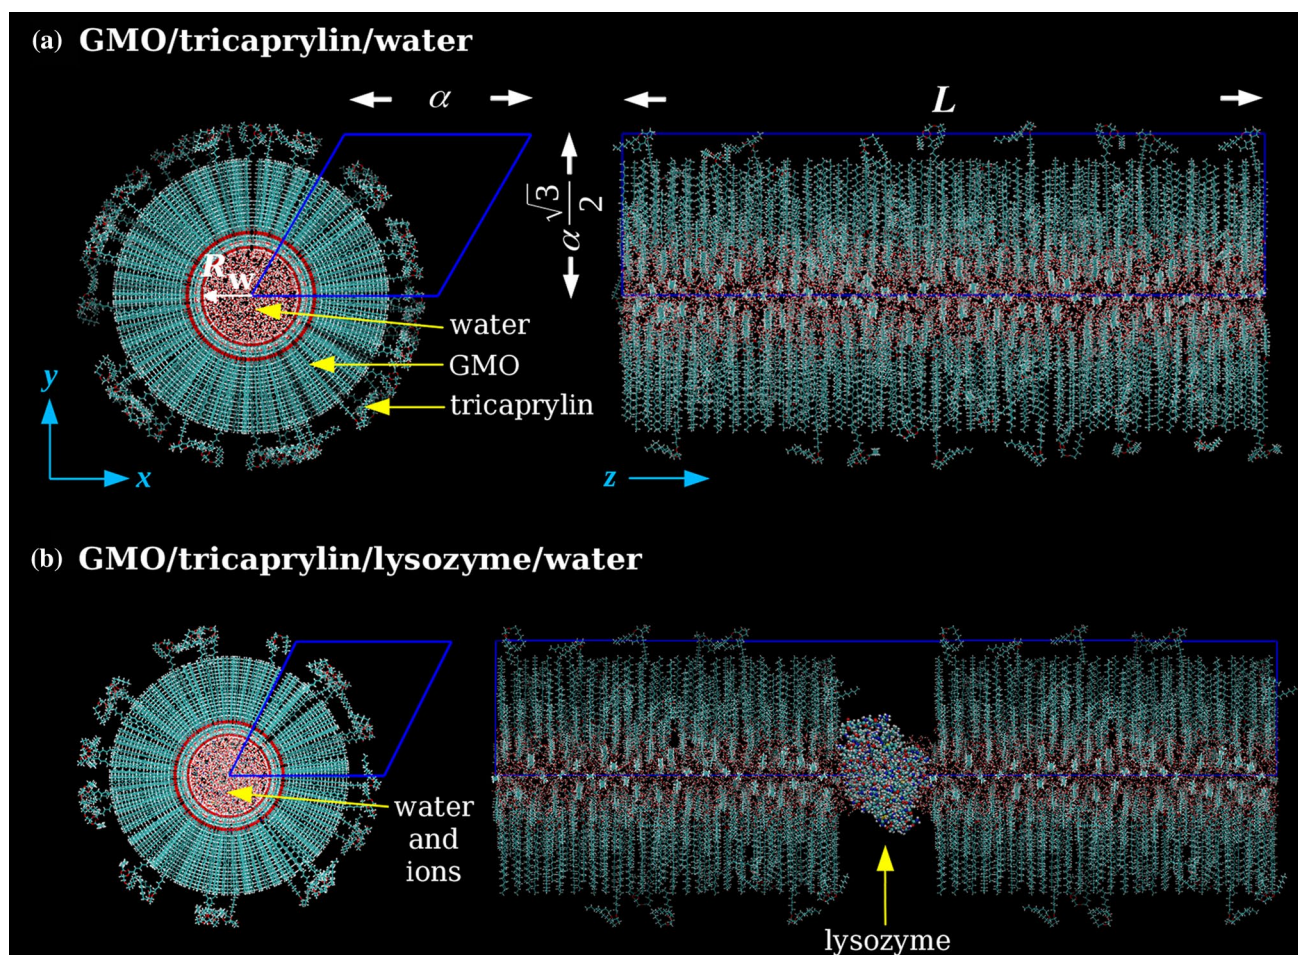 (a) GMO/tricaprylin/water
α
L
α √3/2
R_w
water
GMO
tricaprylin
y
x
z
(b) GMO/tricaprylin/lysozyme/water
water
and
ions
lysozyme